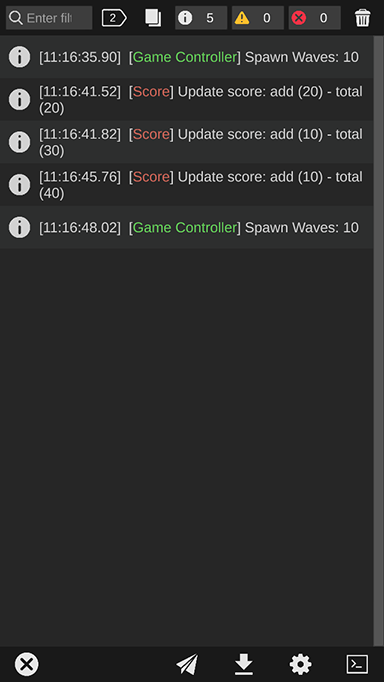 Enter filt 2 5 0 0
[11:16:35.90] [Game Controller] Spawn Waves: 10
[11:16:41.52] [Score] Update score: add (20) - total
(20)
[11:16:41.82] [Score] Update score: add (10) - total
(30)
[11:16:45.76] [Score] Update score: add (10) - total
(40)
[11:16:48.02] [Game Controller] Spawn Waves: 10